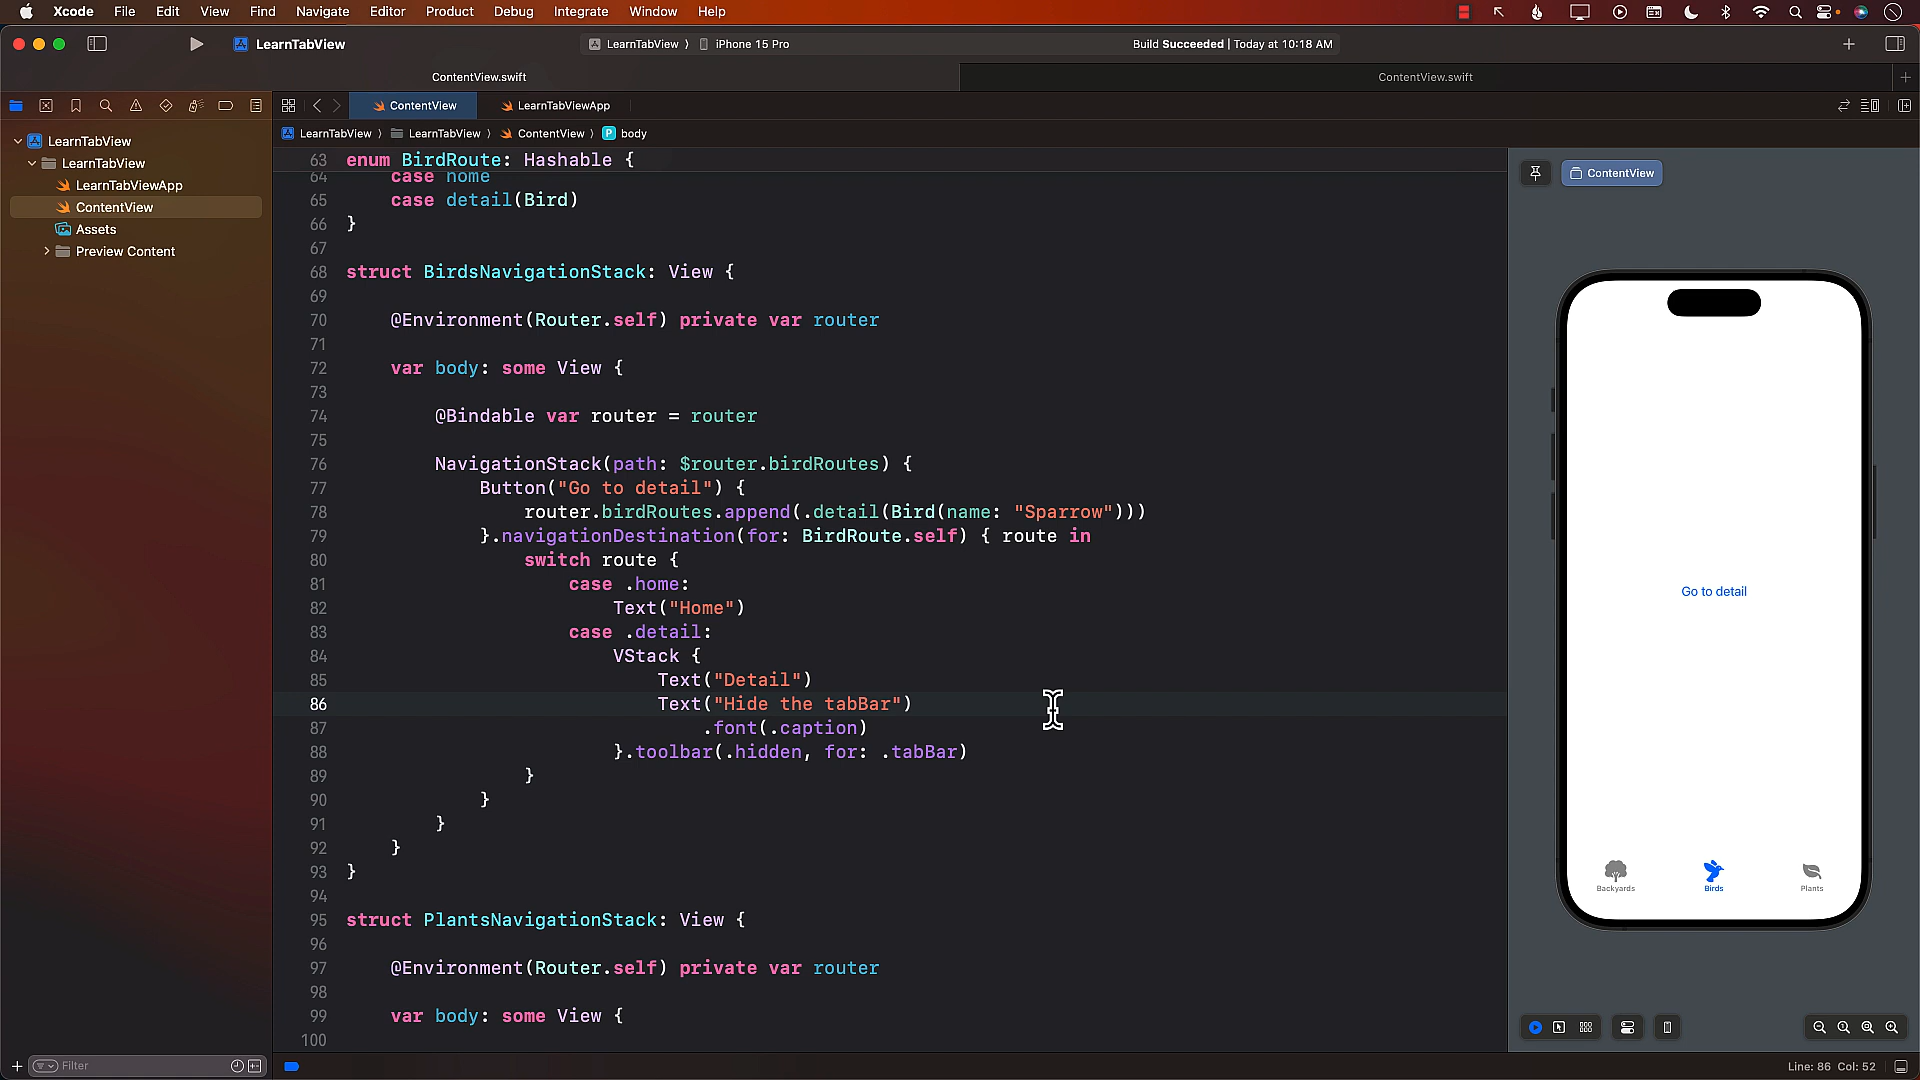 Xcode File Edit View Find Navigate Editor Product Debug Integrate Window Help
LearnTabView
LearnTabView ⟩ iPhone 15 Pro
Build Succeeded | Today at 10:18 AM
ContentView.swift
ContentView.swift
ContentView
LearnTabViewApp
LearnTabView ⟩ LearnTabView ⟩ ContentView ⟩ P body
LearnTabView
LearnTabView
LearnTabViewApp
ContentView
Assets
Preview Content
Filter
63 enum BirdRoute: Hashable {
64 case home
65 case detail(Bird)
66 }
67
68 struct BirdsNavigationStack: View {
69
70 @Environment(Router.self) private var router
71
72 var body: some View {
73
74 @Bindable var router = router
75
76 NavigationStack(path: $router.birdRoutes) {
77 Button("Go to detail") {
78 router.birdRoutes.append(.detail(Bird(name: "Sparrow")))
79 }.navigationDestination(for: BirdRoute.self) { route in
80 switch route {
81 case .home:
82 Text("Home")
83 case .detail:
84 VStack {
85 Text("Detail")
86 Text("Hide the tabBar")
87 .font(.caption)
88 }.toolbar(.hidden, for: .tabBar)
89 }
90 }
91 }
92 }
93 }
94
95 struct PlantsNavigationStack: View {
96
97 @Environment(Router.self) private var router
98
99 var body: some View {
100
ContentView
Go to detail
Backyards
Birds
Plants
Line: 86 Col: 52